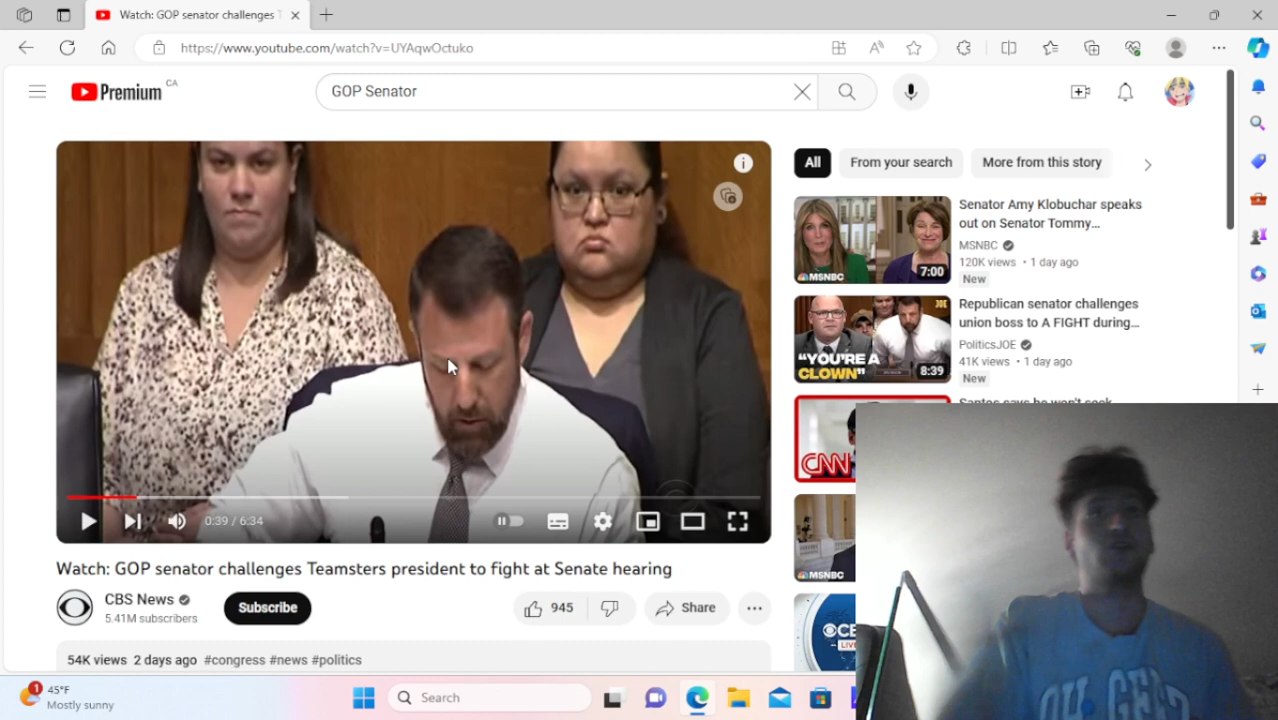 Watch: GOP senator challenges T
https://www.youtube.com/watch?v=UYAqwOctuko
Premium CA
GOP Senator
All
From your search
More from this story
Senator Amy Klobuchar speaks
out on Senator Tommy...
MSNBC
120K views • 1 day ago
New
MSNBC
7:00
Republican senator challenges
union boss to A FIGHT during...
PoliticsJOE
41K views • 1 day ago
New
JOE
"YOU'RE A
CLOWN"
8:39
CNN
MSNBC
LIV
0:39 / 6:34
Watch: GOP senator challenges Teamsters president to fight at Senate hearing
CBS News
5.41M subscribers
Subscribe
945
Share
54K views 2 days ago #congress #news #politics
1
45°F
Mostly sunny
Search